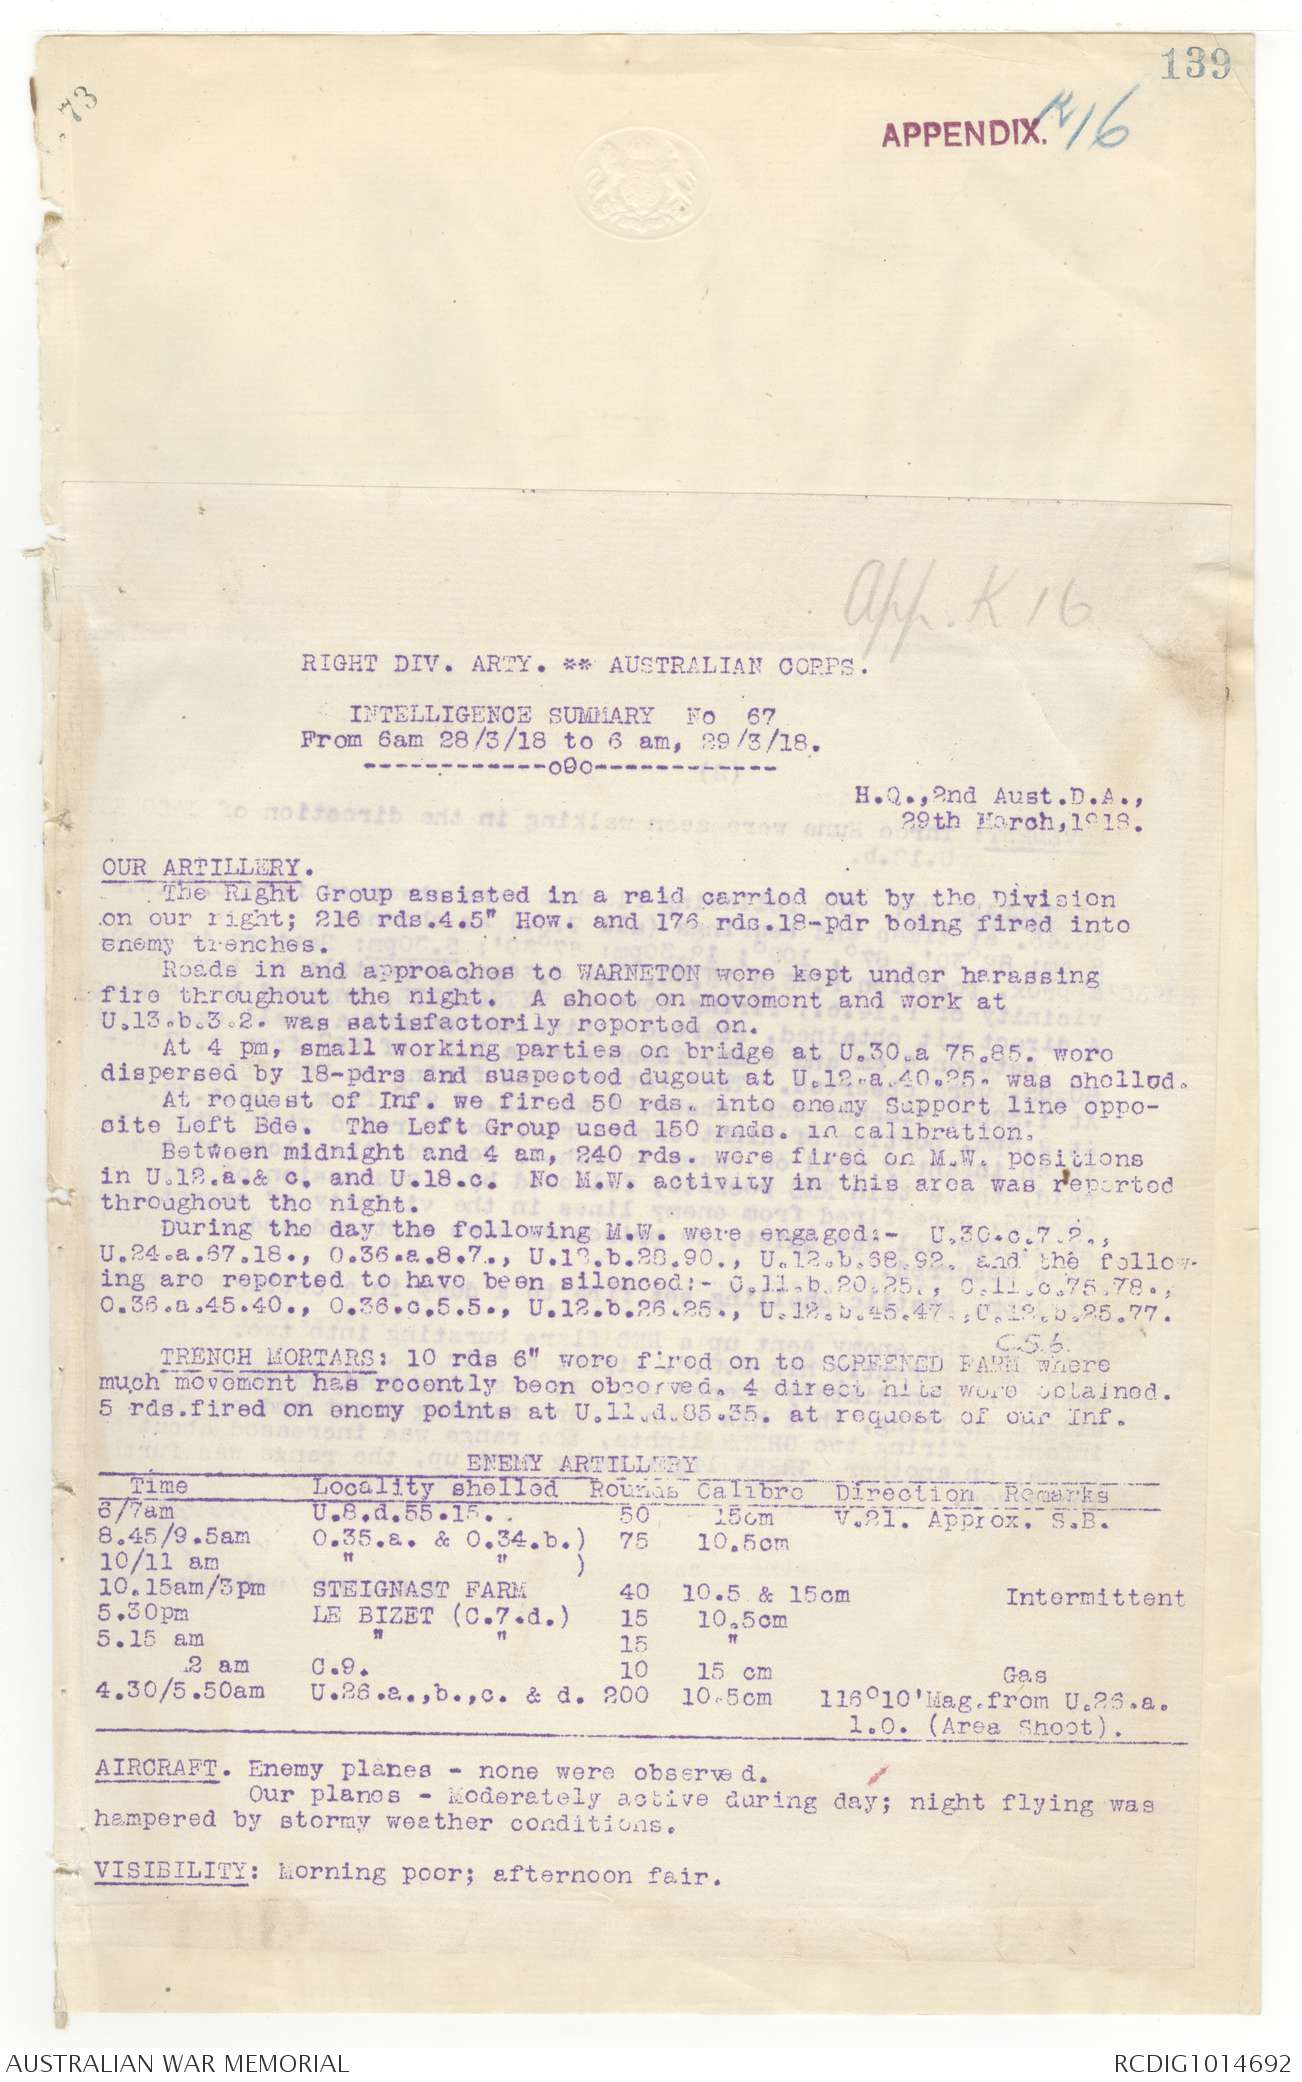 139
73
APPENDIX. K16
App. K 16
RIGHT DIV. ARTY. ** AUSTRALIAN CORPS.
INTELLIGENCE SUMMARY No 67
From 6am 28/3/18 to 6 am, 29/3/18.
------------o0o------------
H.Q.,2nd Aust.D.A.,
29th March,1918.
OUR ARTILLERY.
The Right Group assisted in a raid carried out by the Division
on our right; 216 rds.4.5" How. and 176 rds.18-pdr being fired into
enemy trenches.
Roads in and approaches to WARNETON were kept under harassing
fire throughout the night. A shoot on movement and work at
U.13.b.3.2. was satisfactorily reported on.
At 4 pm, small working parties on bridge at U.30.a 75.85. were
dispersed by 18-pdrs and suspected dugout at U.12.a.40.25. was shelled.
At request of Inf. we fired 50 rds. into enemy Support line oppo-
site Left Bde. The Left Group used 150 rnds. in calibration.
Between midnight and 4 am, 240 rds. were fired on M.W. positions
in U.12.a.& c. and U.18.c. No M.W. activity in this area was reported
throughout the night.
During the day the following M.W. were engaged:- U.30.c.7.2.,
U.24.a.67.18., O.36.a.8.7., U.12.b.28.90., U.12.b.68.92. and the follow-
ing are reported to have been silenced:- C.11.b.20.25., C.11.c.75.78.,
O.36.a.45.40., O.36.c.5.5., U.12.b.26.25., U.12.b.45.47.,U.12.b.25.77.
C.5.b.
TRENCH MORTARS: 10 rds 6" were fired on to SCREENED FARM where
much movement has recently been observed. 4 direct hits were obtained.
5 rds.fired on enemy points at U.11.d.85.35. at request of our Inf.
ENEMY ARTILLERY
Time Locality shelled Rounds Calibre Direction Remarks
6/7am U.8.d.55.15. 50 15cm V.21. Approx. S.B.
8.45/9.5am O.35.a. & O.34.b.) 75 10.5cm
10/11 am " " )
10.15am/3pm STEIGNAST FARM 40 10.5 & 15cm Intermittent
5.30pm LE BIZET (C.7.d.) 15 10.5cm
5.15 am " " 15 "
2 am C.9. 10 15 cm Gas
4.30/5.50am U.26.a.,b.,c. & d. 200 10.5cm 116°10'Mag.from U.26.a.
1.0. (Area Shoot).
AIRCRAFT. Enemy planes - none were observed.
Our planes - Moderately active during day; night flying was
hampered by stormy weather conditions.
VISIBILITY: Morning poor; afternoon fair.
AUSTRALIAN WAR MEMORIAL RCDIG1014692